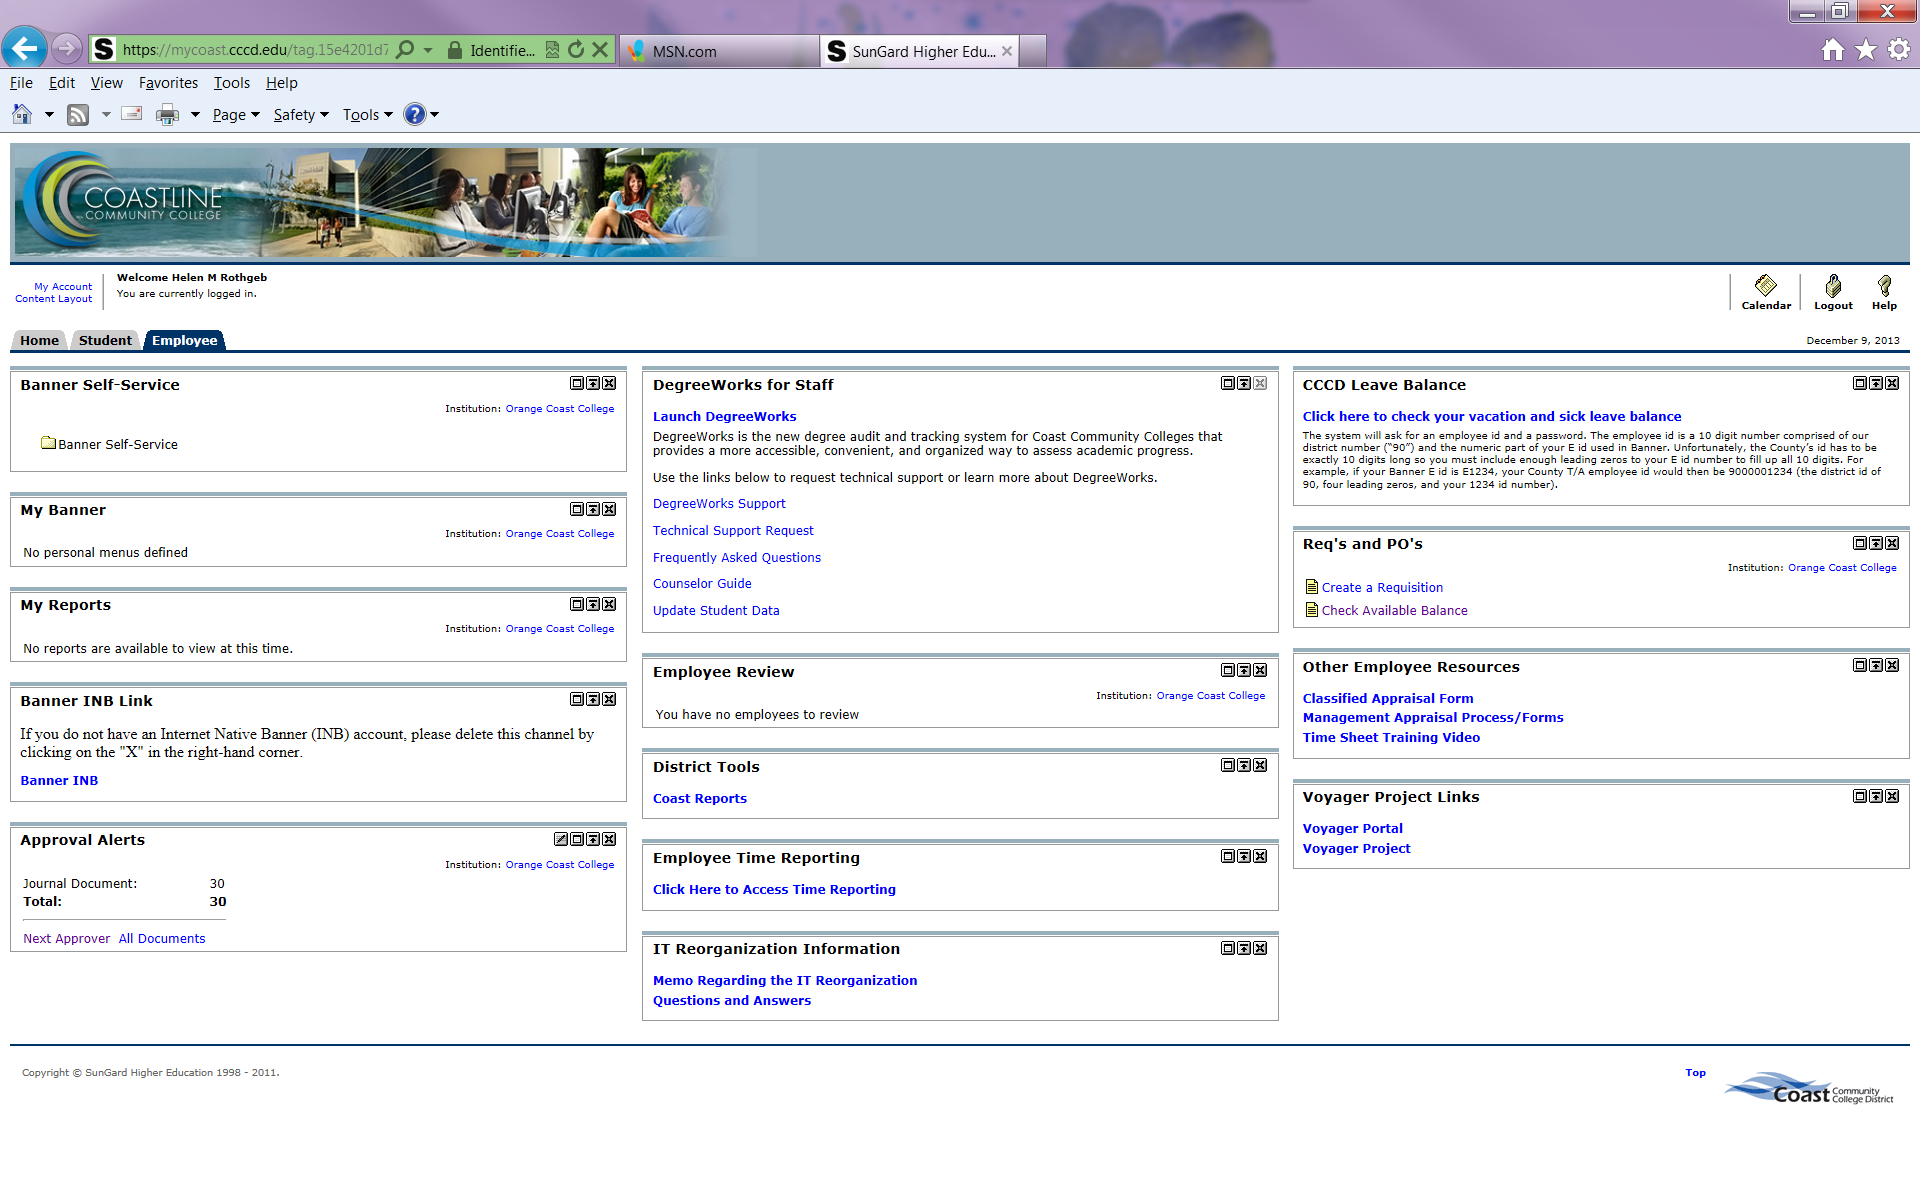 https://mycoast.cccd.edu/tag.15e4201d7
Identifie...
MSN.com
SunGard Higher Edu...
File Edit View Favorites Tools Help
Page Safety Tools
COASTLINE
COMMUNITY COLLEGE
My Account
Content Layout
Welcome Helen M Rothgeb
You are currently logged in.
Calendar Logout Help
Home Student Employee
December 9, 2013
Banner Self-Service
Institution: Orange Coast College
Banner Self-Service
My Banner
Institution: Orange Coast College
No personal menus defined
My Reports
Institution: Orange Coast College
No reports are available to view at this time.
Banner INB Link
If you do not have an Internet Native Banner (INB) account, please delete this channel by
clicking on the "X" in the right-hand corner.
Banner INB
Approval Alerts
Institution: Orange Coast College
Journal Document: 30
Total: 30
Next Approver All Documents
DegreeWorks for Staff
Launch DegreeWorks
DegreeWorks is the new degree audit and tracking system for Coast Community Colleges that
provides a more accessible, convenient, and organized way to assess academic progress.
Use the links below to request technical support or learn more about DegreeWorks.
DegreeWorks Support
Technical Support Request
Frequently Asked Questions
Counselor Guide
Update Student Data
Employee Review
Institution: Orange Coast College
You have no employees to review
District Tools
Coast Reports
Employee Time Reporting
Click Here to Access Time Reporting
IT Reorganization Information
Memo Regarding the IT Reorganization
Questions and Answers
CCCD Leave Balance
Click here to check your vacation and sick leave balance
The system will ask for an employee id and a password. The employee id is a 10 digit number comprised of our
district number (“90”) and the numeric part of your E id used in Banner. Unfortunately, the County’s id has to be
exactly 10 digits long so you must include enough leading zeros to your E id number to fill up all 10 digits. For
example, if your Banner E id is E1234, your County T/A employee id would then be 9000001234 (the district id of
90, four leading zeros, and your 1234 id number).
Req's and PO's
Institution: Orange Coast College
Create a Requisition
Check Available Balance
Other Employee Resources
Classified Appraisal Form
Management Appraisal Process/Forms
Time Sheet Training Video
Voyager Project Links
Voyager Portal
Voyager Project
Copyright © SunGard Higher Education 1998 - 2011.
Top
Coast Community
College District